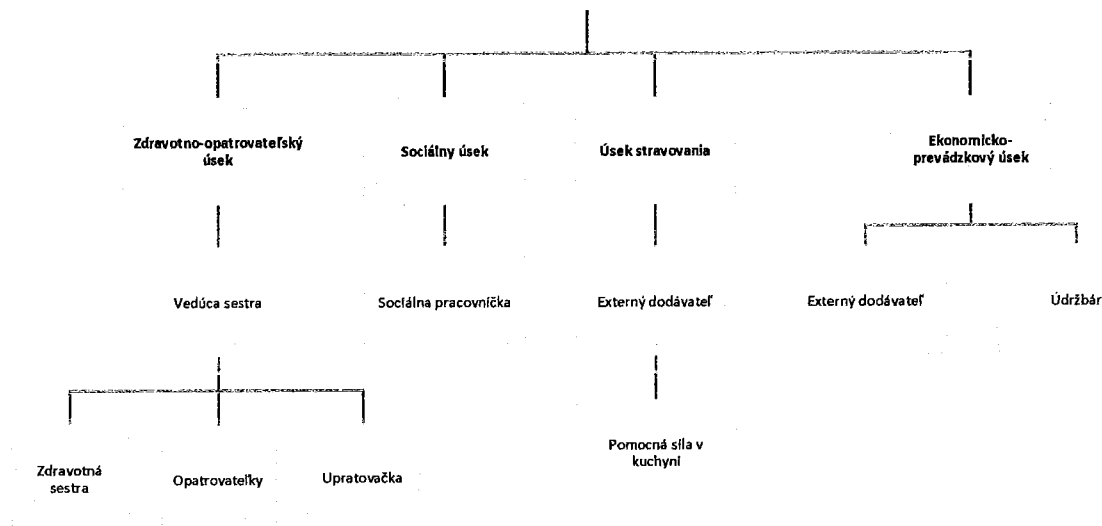 Zdravotno-opatrovateľský
úsek
Sociálny úsek
Úsek stravovania
Ekonomicko-
prevádzkový úsek
Vedúca sestra
Sociálna pracovníčka
Externý dodávateľ
Externý dodávateľ
Údržbár
Zdravotná
sestra
Opatrovateľky
Upratovačka
Pomocná sila v
kuchyni